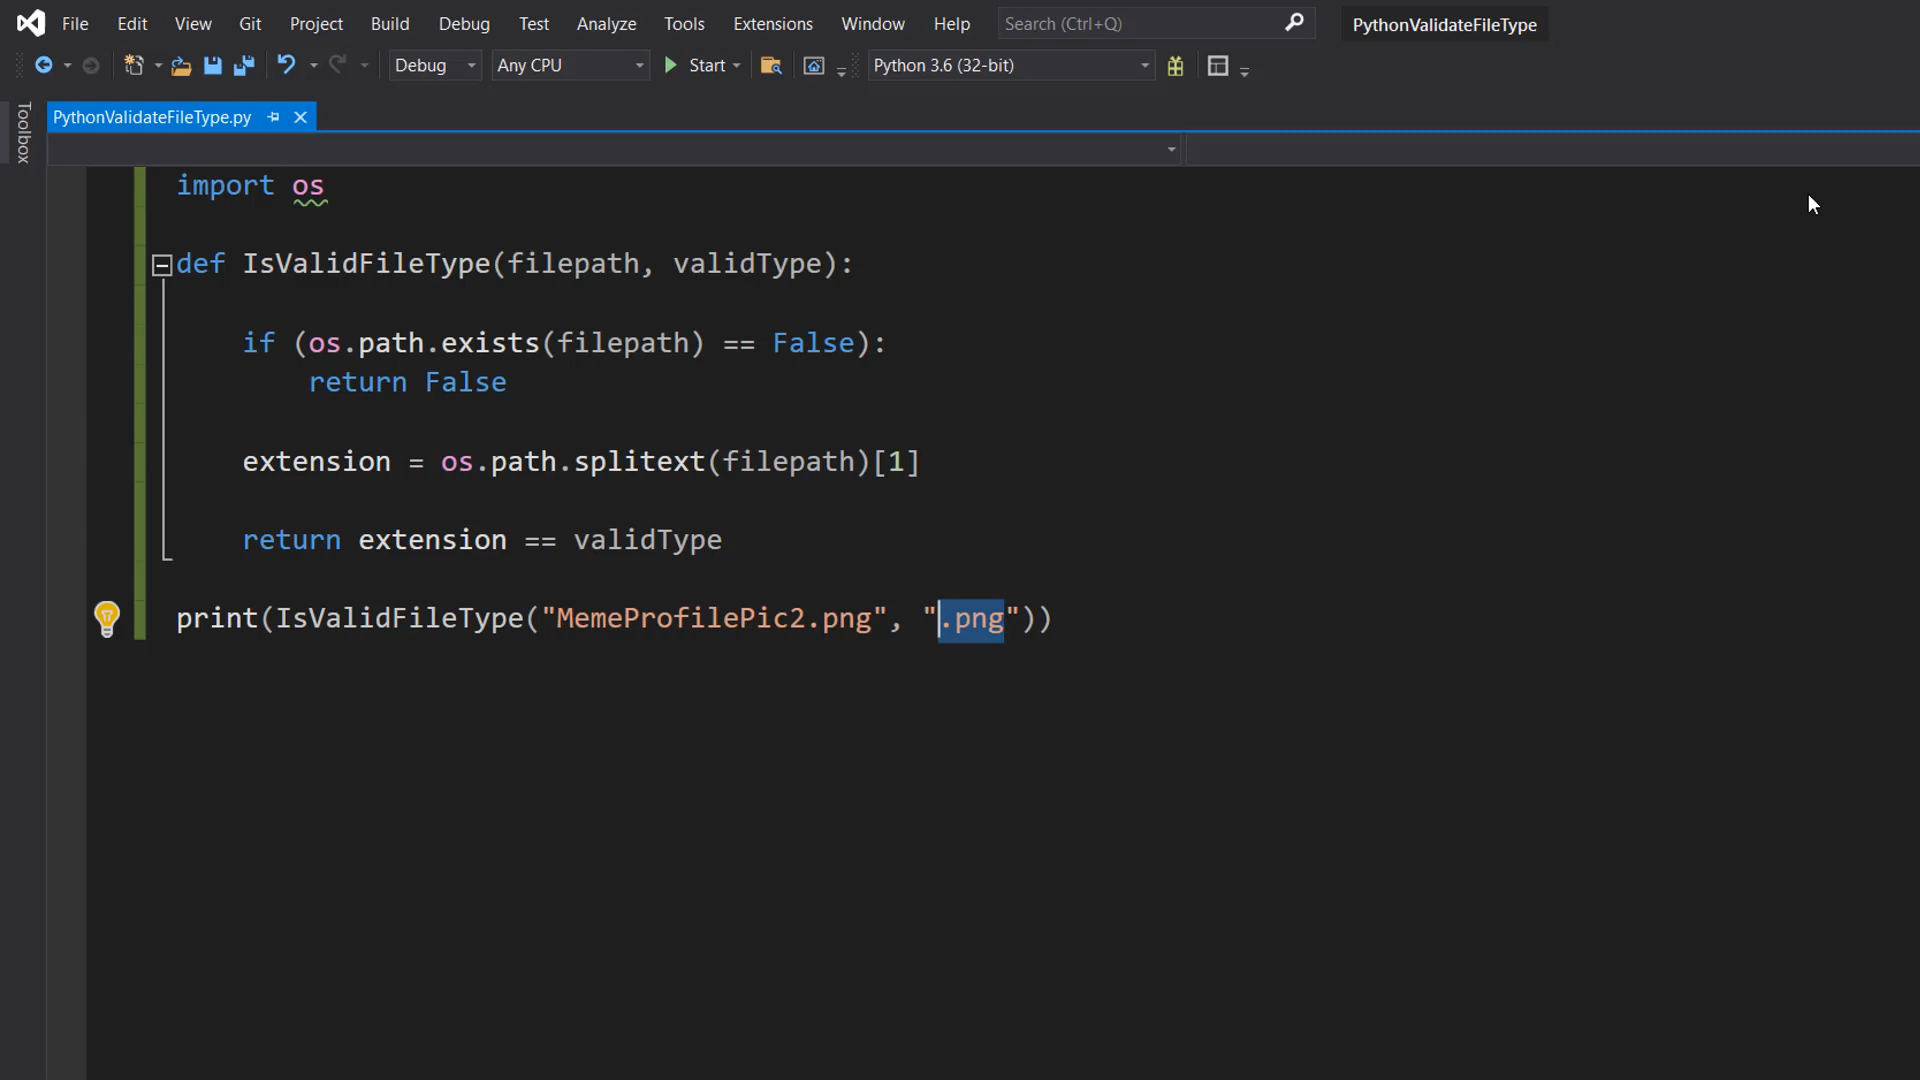 File Edit View Git Project Build Debug Test Analyze Tools Extensions Window Help Search (Ctrl+Q) PythonValidateFileType
Debug Any CPU Start Python 3.6 (32-bit)
Toolbox
PythonValidateFileType.py
import os
def IsValidFileType(filepath, validType):
if (os.path.exists(filepath) == False):
return False
extension = os.path.splitext(filepath)[1]
return extension == validType
print(IsValidFileType("MemeProfilePic2.png", ".png"))